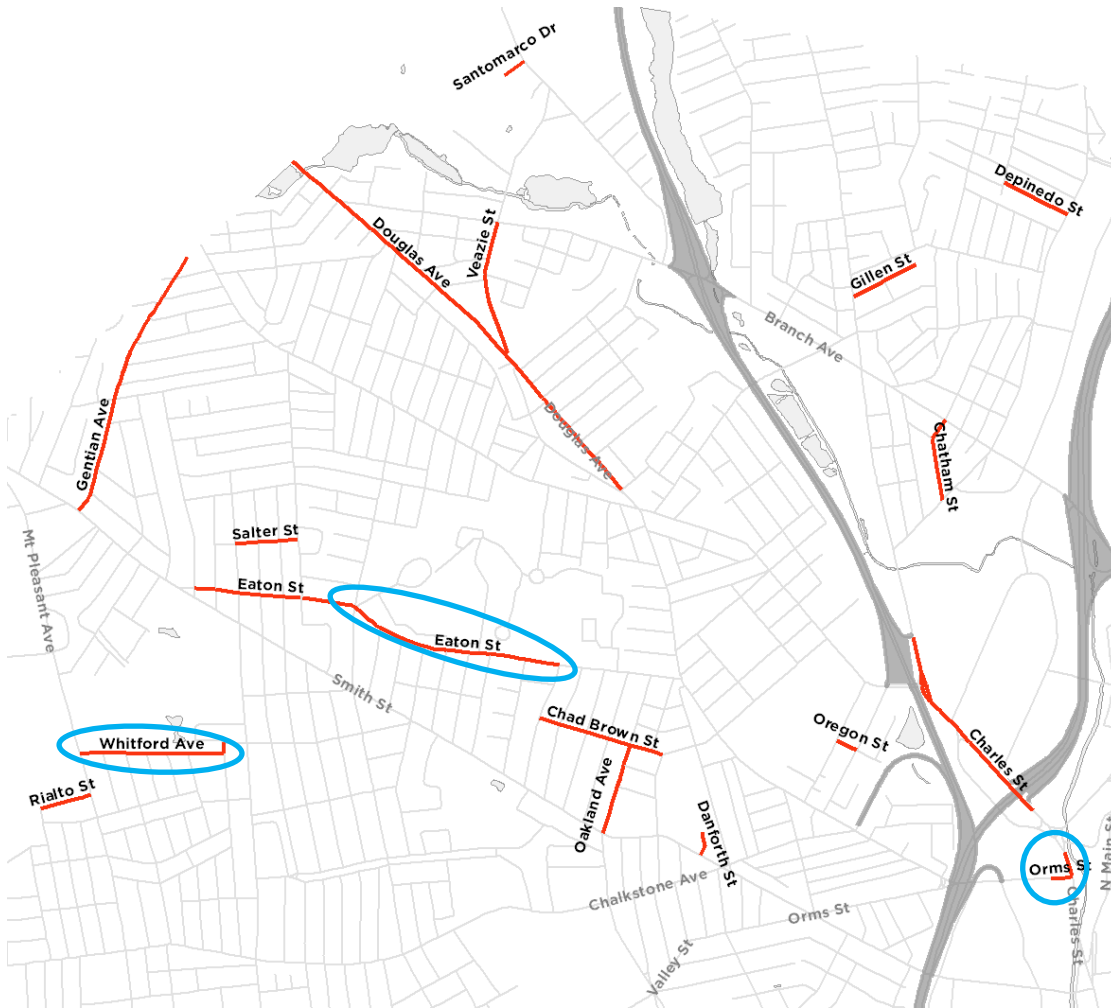 Santomarco Dr
Depinedo St
Douglas Ave
Veazie St
Gillen St
Branch Ave
Gentian Ave
Douglas Ave
Chatham St
Salter St
Mt Pleasant Ave
Eaton St
Eaton St
Smith St
Chad Brown St
Oregon St
Whitford Ave
Charles St
Rialto St
Oakland Ave
Danforth St
Orms St
N Main St
Chalkstone Ave
Orms St
Charles St
Valley St